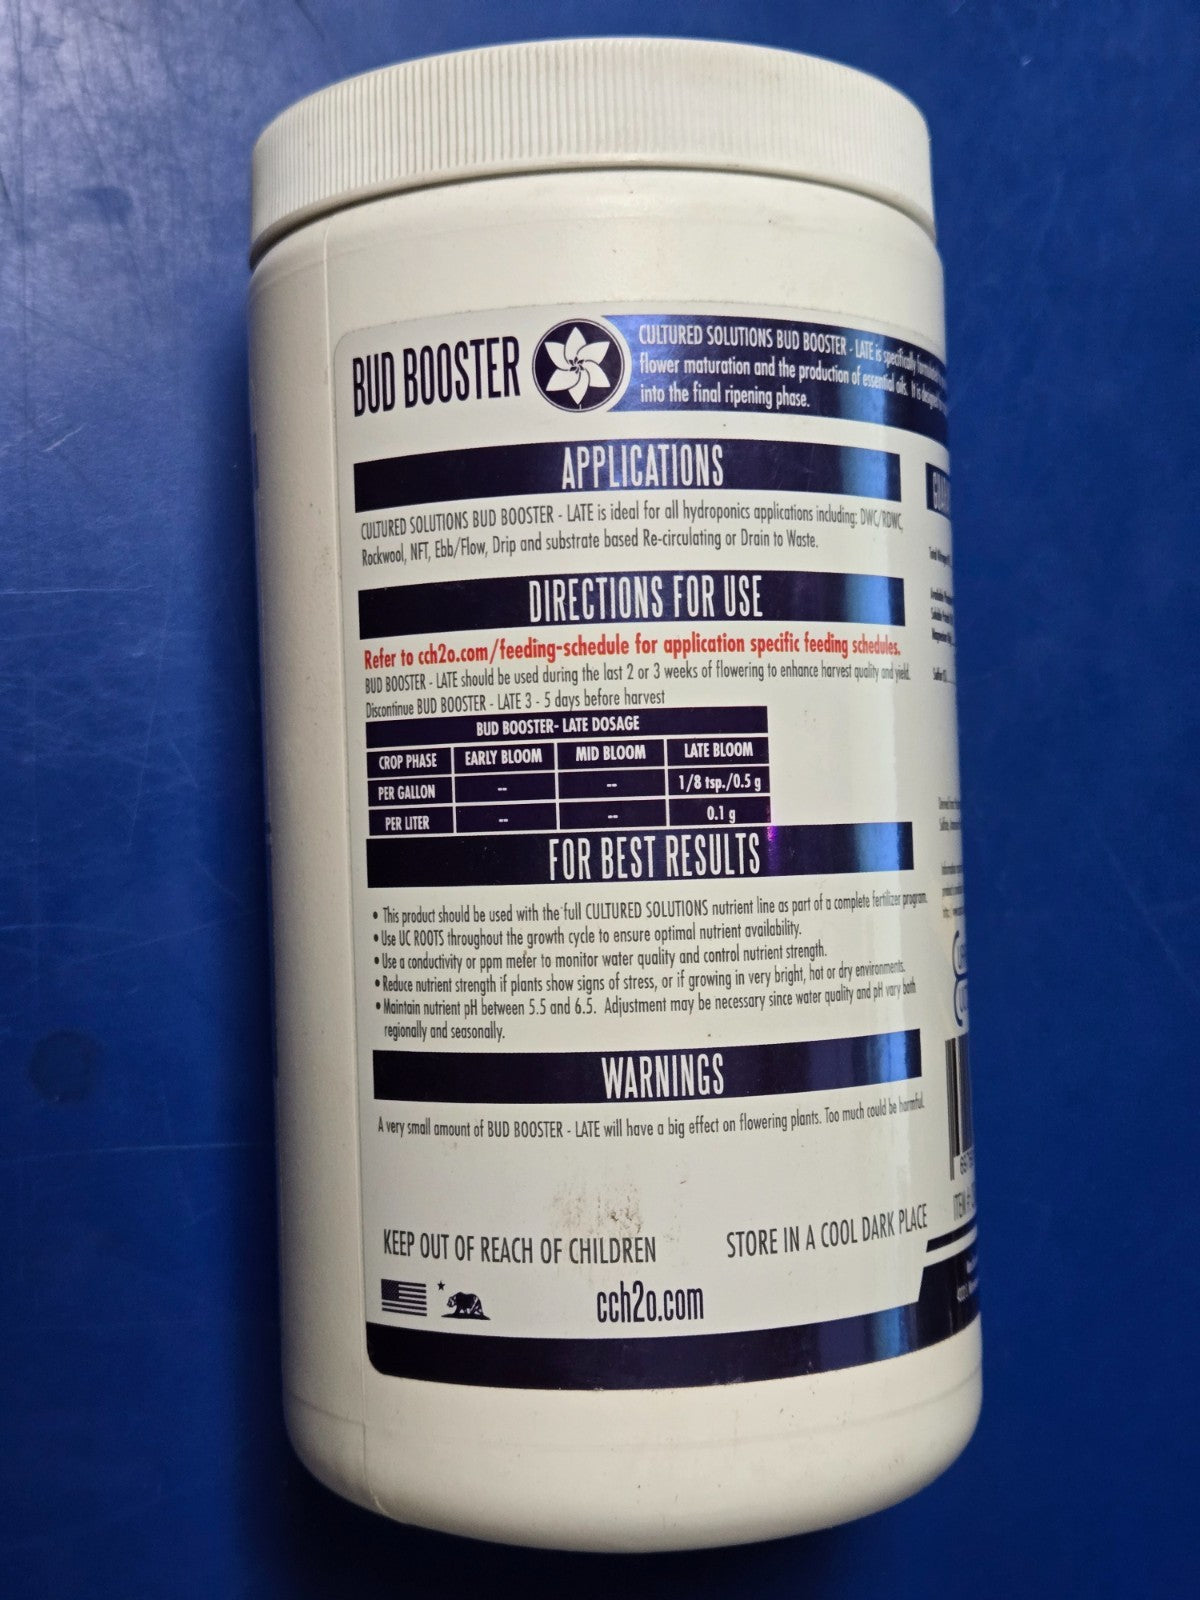 BUD BOOSTER
CULTURED SOLUTIONS BUD BOOSTER - LATE is specifically
flower maturation and the production of essential oils. It is
into the final ripening phase.
APPLICATIONS
CULTURED SOLUTIONS BUD BOOSTER - LATE is ideal for all hydroponics applications including: DWC/RDWC,
Rockwool, NFT, Ebb/Flow, Drip and substrate based Re-circulating or Drain to Waste.
DIRECTIONS FOR USE
Refer to cch2o.com/feeding-schedule for application specific feeding schedules.
BUD BOOSTER - LATE should be used during the last 2 or 3 weeks of flowering to enhance harvest quality and yield.
Discontinue BUD BOOSTER - LATE 3 - 5 days before harvest
BUD BOOSTER- LATE DOSAGE
CROP PHASE EARLY BLOOM MID BLOOM LATE BLOOM
PER GALLON -- -- 1/8 tsp./0.5 g
PER LITER -- -- 0.1 g
FOR BEST RESULTS
• This product should be used with the full CULTURED SOLUTIONS nutrient line as part of a complete fertilizer program.
• Use UC ROOTS throughout the growth cycle to ensure optimal nutrient availability.
• Use a conductivity or ppm meter to monitor water quality and control nutrient strength.
• Reduce nutrient strength if plants show signs of stress, or if growing in very bright, hot or dry environments.
• Maintain nutrient pH between 5.5 and 6.5. Adjustment may be necessary since water quality and pH vary both
regionally and seasonally.
WARNINGS
A very small amount of BUD BOOSTER - LATE will have a big effect on flowering plants. Too much could be harmful.
KEEP OUT OF REACH OF CHILDREN
STORE IN A COOL DARK PLACE
cch2o.com
ITEM #